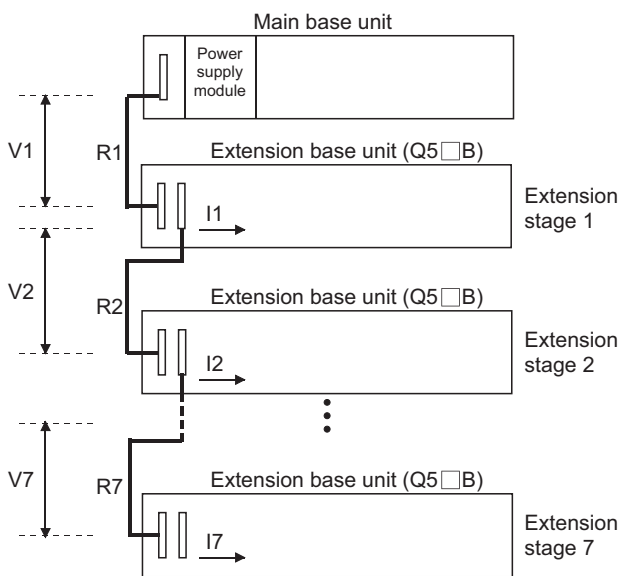 Main base unit
Power
supply
module
V1
R1
Extension base unit (Q5□B)
I1
Extension
stage 1
V2
R2
Extension base unit (Q5□B)
I2
Extension
stage 2
V7
R7
Extension base unit (Q5□B)
I7
Extension
stage 7